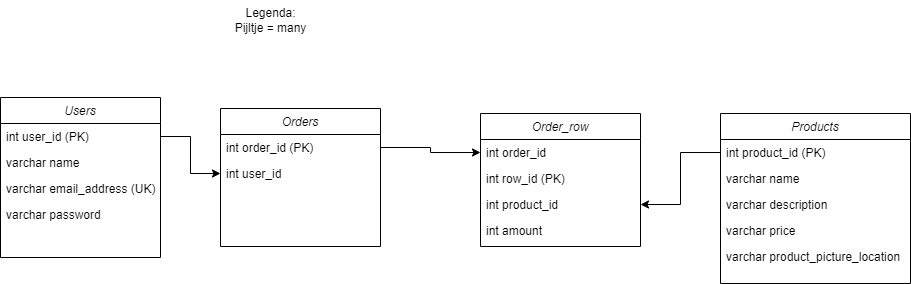 Legenda:
Pijltje = many
Users
int user_id (PK)
varchar name
varchar email_address (UK)
varchar password
Orders
int order_id (PK)
int user_id
Order_row
int order_id
int row_id (PK)
int product_id
int amount
Products
int product_id (PK)
varchar name
varchar description
varchar price
varchar product_picture_location